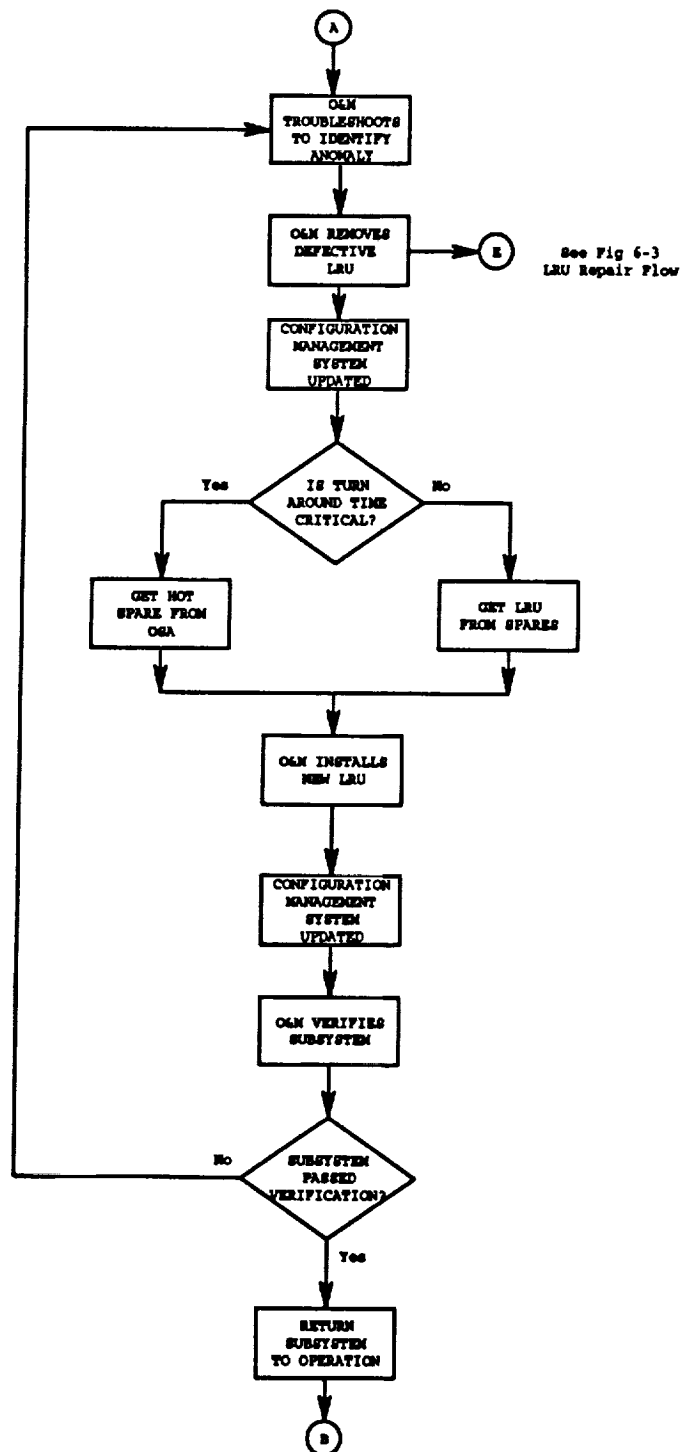 A
O&M
TROUBLESHOOTS
TO IDENTIFY
ANOMALY
O&M REMOVES
DEFECTIVE
LRU
E
See Fig 6-3
LRU Repair Flow
CONFIGURATION
MANAGEMENT
SYSTEM
UPDATED
IS TURN
AROUND TIME
CRITICAL?
Yes
No
GET HOT
SPARE FROM
OSA
GET LRU
FROM SPARES
O&M INSTALLS
NEW LRU
CONFIGURATION
MANAGEMENT
SYSTEM
UPDATED
O&M VERIFIES
SUBSYSTEM
SUBSYSTEM
PASSED
VERIFICATION?
No
Yes
RETURN
SUBSYSTEM
TO OPERATION
B